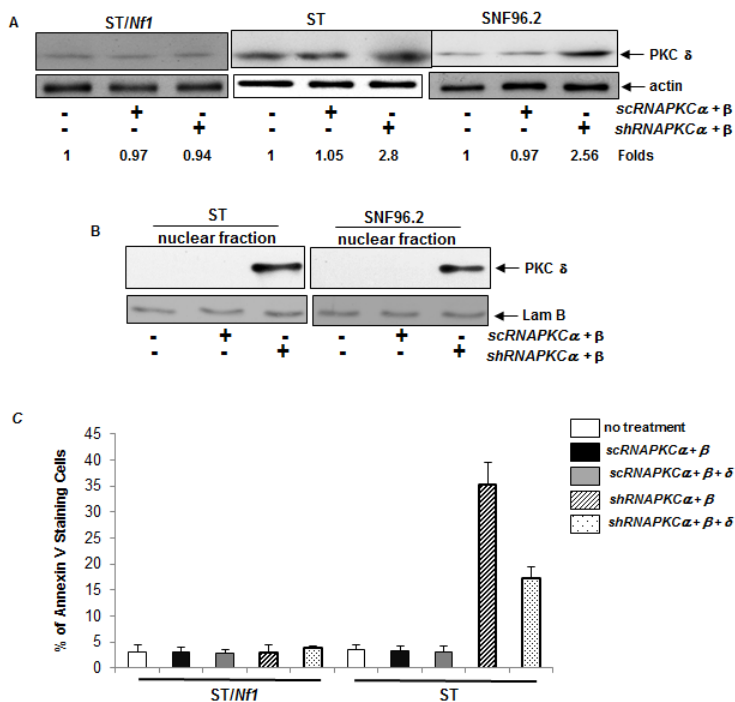 A
ST/Nf1 ST SNF96.2
PKC δ
actin
- + - - + - - + - scRNAPKCα + β
- - + - - + - - + shRNAPKCα + β
1 0.97 0.94 1 1.05 2.8 1 0.97 2.56 Folds
B
ST SNF96.2
nuclear fraction nuclear fraction
PKC δ
Lam B
- + - - + - scRNAPKCα + β
- - + - - + shRNAPKCα + β
C
% of Annexin V Staining Cells
45
40
35
30
25
20
15
10
5
0
ST/Nf1 ST
no treatment
scRNAPKCα + β
scRNAPKCα + β + δ
shRNAPKCα + β
shRNAPKCα + β + δ